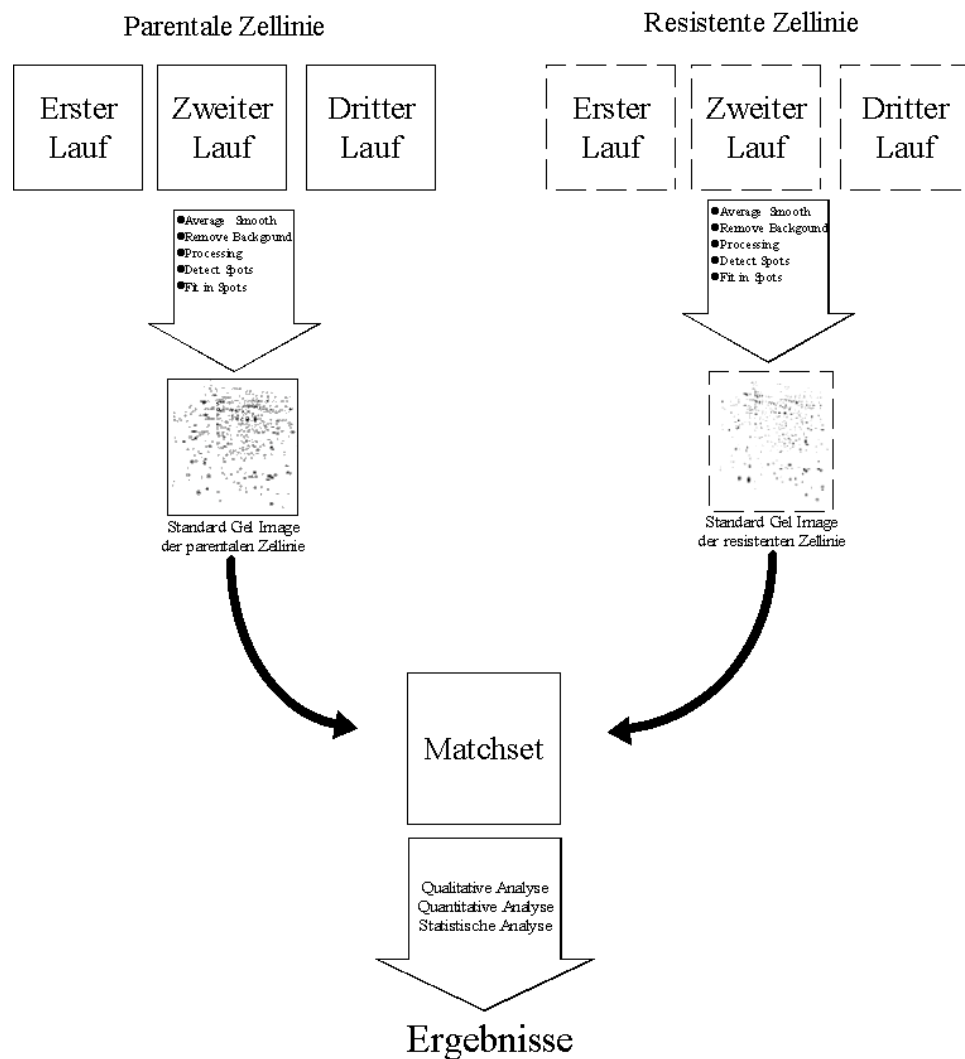 Parentale Zellinie
Resistente Zellinie
Erster
Lauf
Zweiter
Lauf
Dritter
Lauf
Erster
Lauf
Zweiter
Lauf
Dritter
Lauf
●Average Smooth
●Remove Backgound
●Processing
●Detect Spots
●Fit in Spots
●Average Smooth
●Remove Backgound
●Processing
●Detect Spots
●Fit in Spots
Standard Gel Image
der parentalen Zellinie
Standard Gel Image
der resistenten Zellinie
Matchset
Qualitative Analyse
Quantitative Analyse
Statistische Analyse
Ergebnisse